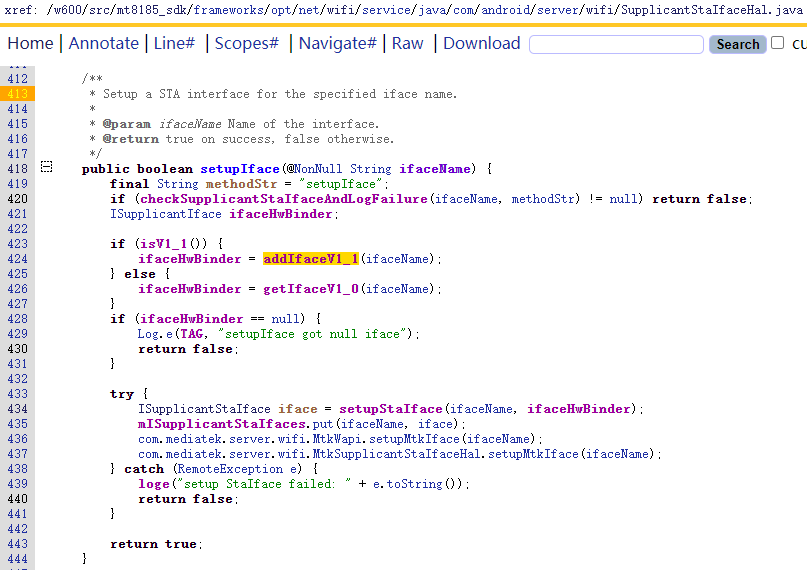 xref: /w600/src/mt8185_sdk/frameworks/opt/net/wifi/service/java/com/android/server/wifi/SupplicantStaIfaceHal.java
Home | Annotate | Line# | Scopes# | Navigate# | Raw | Download Search cu
412 /**
413 * Setup a STA interface for the specified iface name.
414 *
415 * @param ifaceName Name of the interface.
416 * @return true on success, false otherwise.
417 */
418 public boolean setupIface(@NonNull String ifaceName) {
419 final String methodStr = "setupIface";
420 if (checkSupplicantStaIfaceAndLogFailure(ifaceName, methodStr) != null) return false;
421 ISupplicantIface ifaceHwBinder;
422
423 if (isV1_1()) {
424 ifaceHwBinder = addIfaceV1_1(ifaceName);
425 } else {
426 ifaceHwBinder = getIfaceV1_0(ifaceName);
427 }
428 if (ifaceHwBinder == null) {
429 Log.e(TAG, "setupIface got null iface");
430 return false;
431 }
432
433 try {
434 ISupplicantStaIface iface = setupStaIface(ifaceName, ifaceHwBinder);
435 mISupplicantStaIfaces.put(ifaceName, iface);
436 com.mediatek.server.wifi.MtkWapi.setupMtkIface(ifaceName);
437 com.mediatek.server.wifi.MtkSupplicantStaIfaceHal.setupMtkIface(ifaceName);
438 } catch (RemoteException e) {
439 loge("setup StaIface failed: " + e.toString());
440 return false;
441 }
442
443 return true;
444 }